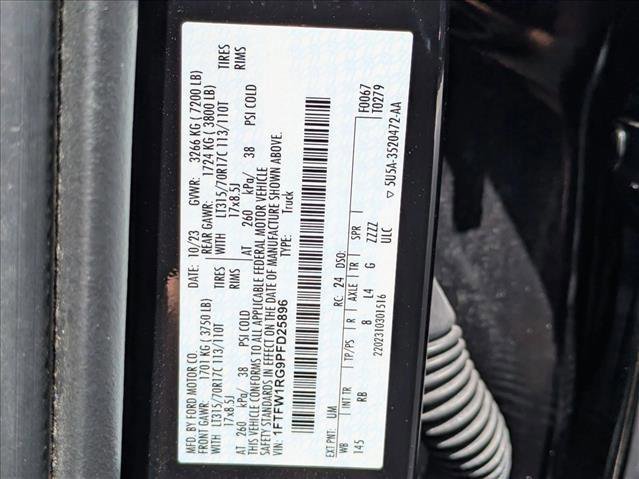 MFD. BY FORD MOTOR CO. DATE: 10/23 GVWR: 3266 KG ( 7200 LB)
FRONT GAWR: 1701 KG ( 3750 LB) REAR GAWR: 1724 KG ( 3800 LB)
WITH LT315/70R17C 113/110T TIRES WITH LT315/70R17C 113/110T TIRES
17x8.5J RIMS 17x8.5J RIMS
AT 260 kPa/ 38 PSI COLD AT 260 kPa/ 38 PSI COLD
THIS VEHICLE CONFORMS TO ALL APPLICABLE FEDERAL MOTOR VEHICLE
SAFETY STANDARDS IN EFFECT ON THE DATE OF MANUFACTURE SHOWN ABOVE.
VIN: 1FTFW1RG9PFD25896 TYPE: Truck
F0067
T0279
EXT PNT: UM RC: 24 DSO:
WB INT TR TP/PS R AXLE TR SPR
145 RB 8 L4 G ZZZZ
ULC
▽ 5U5A-3520472-AA
2202310301516